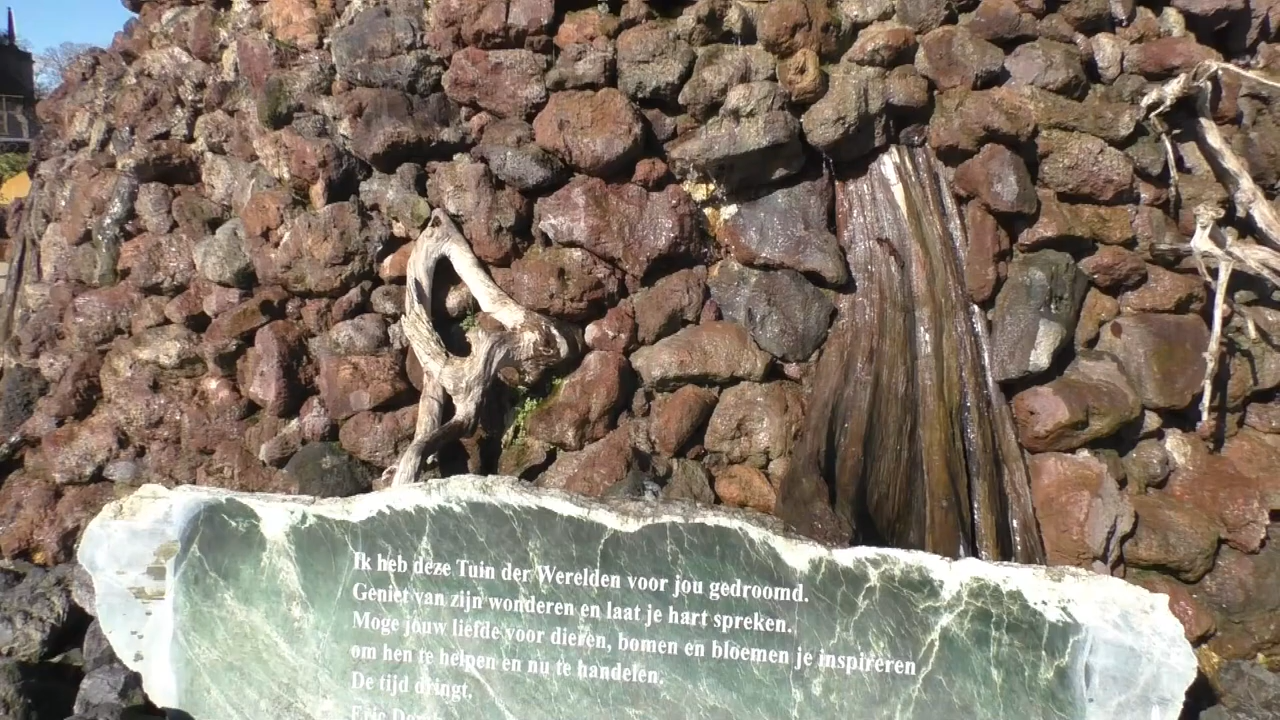 Ik heb deze Tuin der Werelden voor jou gedroomd.
Geniet van zijn wonderen en laat je hart spreken.
Moge jouw liefde voor dieren, bomen en bloemen je inspireren
om hen te helpen en nu te handelen.
De tijd dringt.
Eric